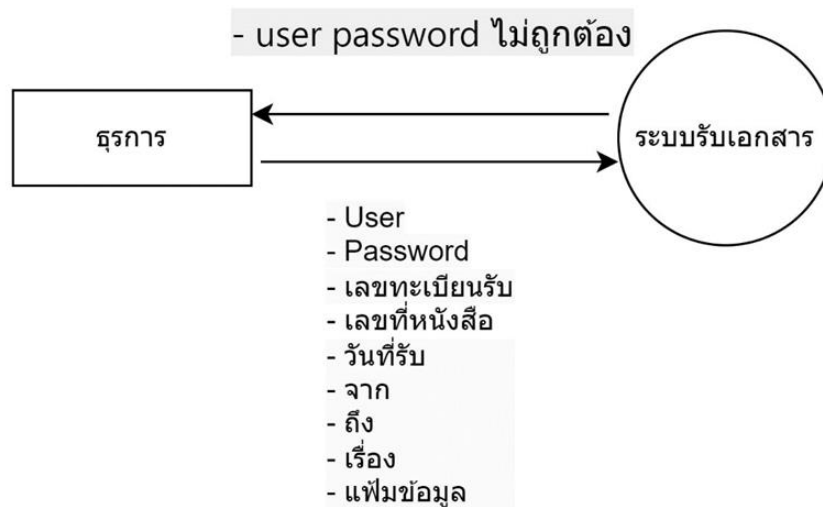 - user password ไม่ถูกต้อง
ธุรการ
ระบบรับเอกสาร
- User
- Password
- เลขทะเบียนรับ
- เลขที่หนังสือ
- วันที่รับ
- จาก
- ถึง
- เรื่อง
- แฟ้มข้อมูล